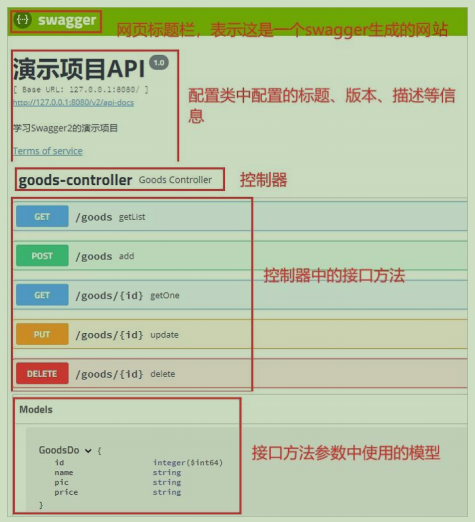 {··} swagger
网页标题栏，表示这是一个swagger生成的网站
演示项目API 1.0
[ Base URL: 127.0.0.1:8080/ ]
http://127.0.0.1:8080/v2/api-docs
学习Swagger2的演示项目
Terms of service
配置类中配置的标题、版本、描述等信
息
goods-controller Goods Controller
控制器
GET /goods getList
POST /goods add
GET /goods/{id} getOne
PUT /goods/{id} update
DELETE /goods/{id} delete
控制器中的接口方法
Models
GoodsDo {
id integer($int64)
name string
pic string
price string
}
接口方法参数中使用的模型